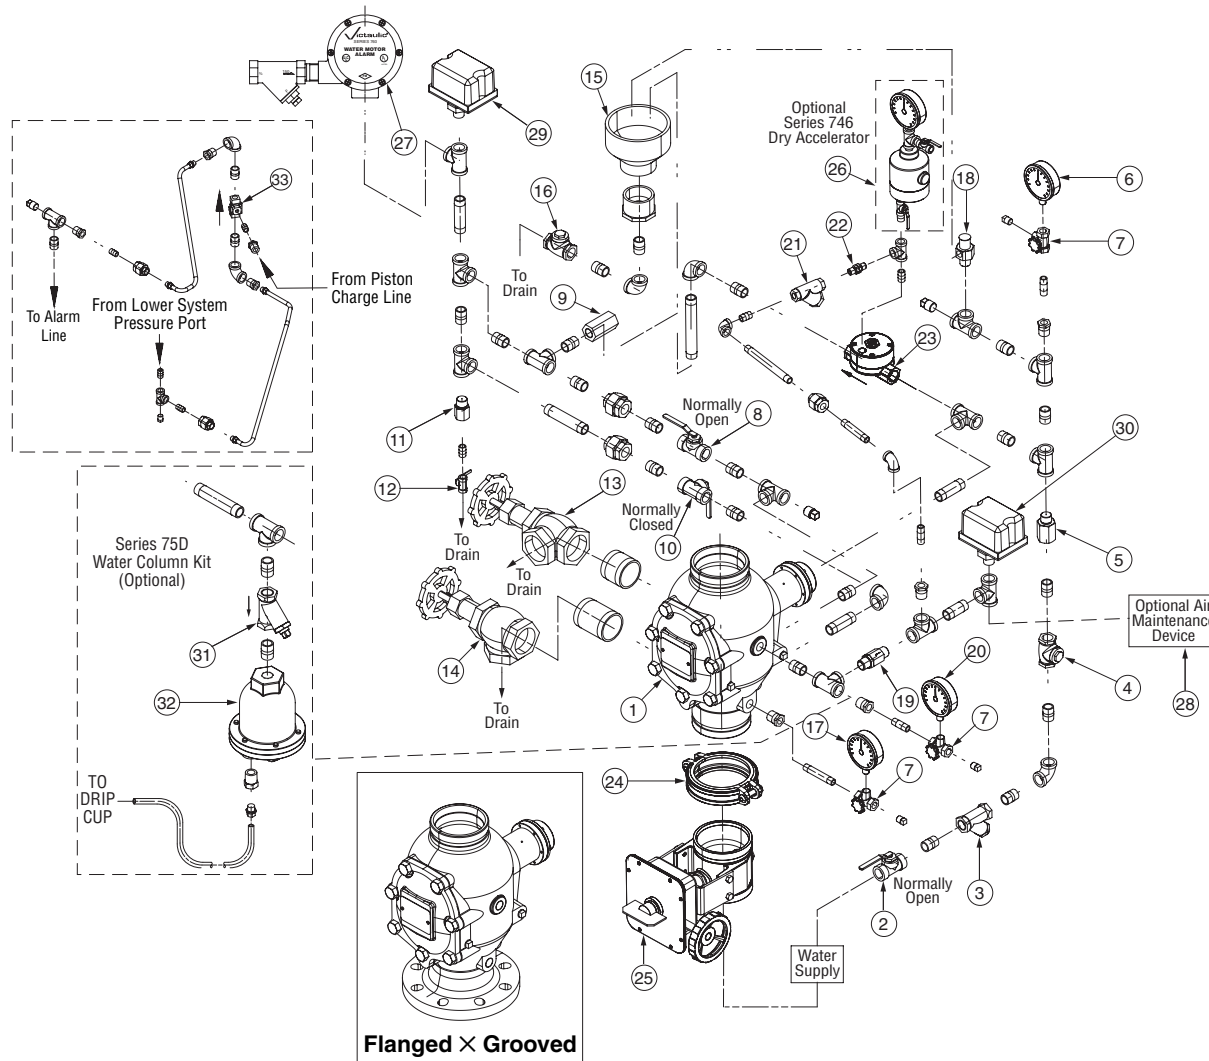 Victaulic
SERIES 760
WATER MOTOR
ALARM
27
29
15
Optional
Series 746
Dry Accelerator
26
18
6
7
33
From Piston
Charge Line
To Alarm
Line
From Lower System
Pressure Port
16
To
Drain
9
22
21
23
11
12
To
Drain
Normally
Open
8
30
13
Normally
Closed
10
To
Drain
5
Series 75D
Water Column Kit
(Optional)
31
32
TO
DRIP
CUP
14
To
Drain
1
19
20
Optional Air
Maintenance
Device
28
4
17
7
7
24
25
2
Normally
Open
3
Water
Supply
Flanged × Grooved